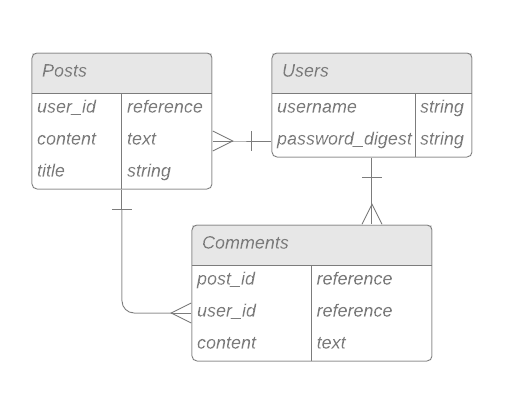 Posts
user_id reference
content text
title string
Users
username string
password_digest string
Comments
post_id reference
user_id reference
content text